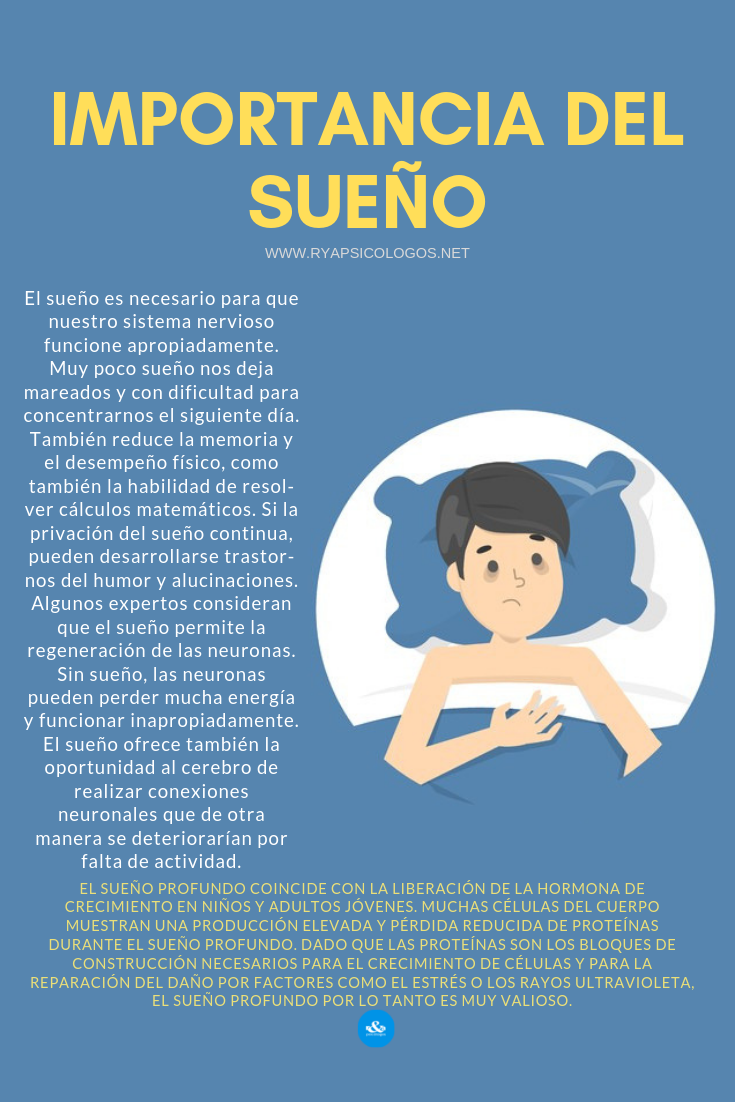 IMPORTANCIA DEL
SUEÑO
WWW.RYAPSICOLOGOS.NET
El sueño es necesario para que
nuestro sistema nervioso
funcione apropiadamente.
Muy poco sueño nos deja
mareados y con dificultad para
concentrarnos el siguiente día.
También reduce la memoria y
el desempeño físico, como
también la habilidad de resol-
ver cálculos matemáticos. Si la
privación del sueño continua,
pueden desarrollarse trastor-
nos del humor y alucinaciones.
Algunos expertos consideran
que el sueño permite la
regeneración de las neuronas.
Sin sueño, las neuronas
pueden perder mucha energía
y funcionar inapropiadamente.
El sueño ofrece también la
oportunidad al cerebro de
realizar conexiones
neuronales que de otra
manera se deteriorarían por
falta de actividad.
EL SUEÑO PROFUNDO COINCIDE CON LA LIBERACIÓN DE LA HORMONA DE
CRECIMIENTO EN NIÑOS Y ADULTOS JÓVENES. MUCHAS CÉLULAS DEL CUERPO
MUESTRAN UNA PRODUCCIÓN ELEVADA Y PÉRDIDA REDUCIDA DE PROTEÍNAS
DURANTE EL SUEÑO PROFUNDO. DADO QUE LAS PROTEÍNAS SON LOS BLOQUES DE
CONSTRUCCIÓN NECESARIOS PARA EL CRECIMIENTO DE CÉLULAS Y PARA LA
REPARACIÓN DEL DAÑO POR FACTORES COMO EL ESTRÉS O LOS RAYOS ULTRAVIOLETA,
EL SUEÑO PROFUNDO POR LO TANTO ES MUY VALIOSO.
&